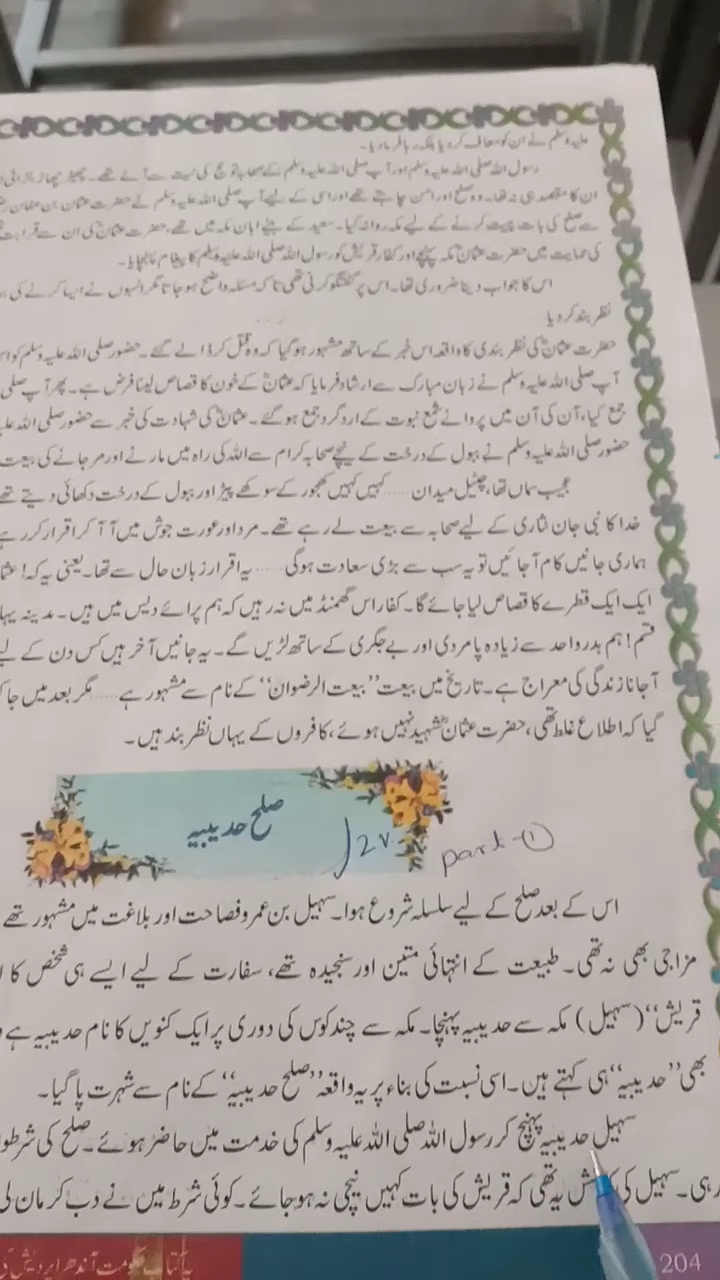 علیہ وسلم نے ان کو معاف کر دیا بلکہ رہا فرما دیا۔
رسول اللہ صلی اللہ علیہ وسلم اور آپ صلی اللہ علیہ وسلم کے صحابہ تو حج کی نیت سے آئے تھے۔ چھیڑ چھاڑ
ان کا مقصد ہی نہ تھا۔ وہ صلح اور امن چاہتے تھے اور اسی کے لیے آپ صلی اللہ علیہ وسلم نے حضرت عثمان بن عفان
سے صلح کی بات چیت کرنے کے لیے مکہ روانہ کیا۔ سعید کے بیٹے ابان مکہ میں تھے، حضرت عثمانؓ کی ان سے
کی حمایت میں حضرت عثمانؓ مکہ پہنچے اور کفار قریش کو رسول اللہ صلی اللہ علیہ وسلم کا پیغام پہنچایا۔
اس کا جواب دینا ضروری تھا۔ اس پر گفتگو کرنی تھی تاکہ مسئلہ واضح ہو جاتا مگر انہوں نے ایسا کرنے کی
نظر بند کر دیا
حضرت عثمانؓ کی نظر بندی کا واقعہ اس خبر کے ساتھ مشہور ہو گیا کہ وہ قتل کر ڈالے گئے۔ حضور صلی اللہ علیہ وسلم کو
آپ صلی اللہ علیہ وسلم نے زبان مبارک سے ارشاد فرمایا کہ عثمانؓ کے خون کا قصاص لینا فرض ہے۔ پھر آپ صلی
جمع کیا، آن کی آن میں پروانے شمع نبوت کے ارد گرد جمع ہو گئے۔ عثمانؓ کی شہادت کی خبر سے حضور صلی اللہ
حضور صلی اللہ علیہ وسلم نے ببول کے درخت کے نیچے صحابہ کرام سے اللہ کی راہ میں مارنے اور مر جانے کی بیعت
عجیب سماں تھا، چٹیل میدان ..... کہیں کہیں کھجور کے سوکھے پیڑ اور ببول کے درخت دکھائی دیتے تھے
خدا کا نبی جان نثاری کے لیے صحابہ سے بیعت لے رہے تھے۔ مرد اور عورت جوش میں آ آ کر اقرار کر رہے
ہماری جانیں کام آ جائیں تو یہ سب سے بڑی سعادت ہوگی ..... یہ اقرار زبان حال سے تھا۔ یعنی یہ کہ!
ایک ایک قطرے کا قصاص لیا جائے گا۔ کفار اس گھمنڈ میں نہ رہیں کہ ہم پرائے دیس میں ہیں۔ مدینہ
قسم! ہم بدر و احد سے زیادہ پامردی اور بے جگری کے ساتھ لڑیں گے۔ یہ جانیں آخر ہیں کس دن کے
آ جانا زندگی کی معراج ہے۔ تاریخ میں بیعت ”بیعت الرضوان“ کے نام سے مشہور ہے ..... مگر بعد میں
گیا کہ اطلاع غلط تھی، حضرت عثمانؓ شہید نہیں ہوئے، کافروں کے یہاں نظر بند ہیں۔
صلح حدیبیہ
part-①
اس کے بعد صلح کے لیے سلسلہ شروع ہوا۔ سہیل بن عمرو فصاحت اور بلاغت میں مشہور تھے
مزاجی بھی نہ تھی۔ طبیعت کے انتہائی متین اور سنجیدہ تھے، سفارت کے لیے ایسے ہی شخص کا
قریش“ (سہیل) مکہ سے حدیبیہ پہنچا۔ مکہ سے چند کوس کی دوری پر ایک کنویں کا نام حدیبیہ ہے
بھی ”حدیبیہ“ ہی کہتے ہیں۔ اسی نسبت کی بناء پر یہ واقعہ ”صلح حدیبیہ“ کے نام سے شہرت پا گیا۔
سہیل حدیبیہ پہنچ کر رسول اللہ صلی اللہ علیہ وسلم کی خدمت میں حاضر ہوئے۔ صلح کی
رہی۔ سہیل کی کوشش یہ تھی کہ قریش کی بات کہیں نیچی نہ ہو جائے۔ کوئی شرط میں نے دب کر مان لی
یہ کتاب حکومت آندھرا پردیش کی
204